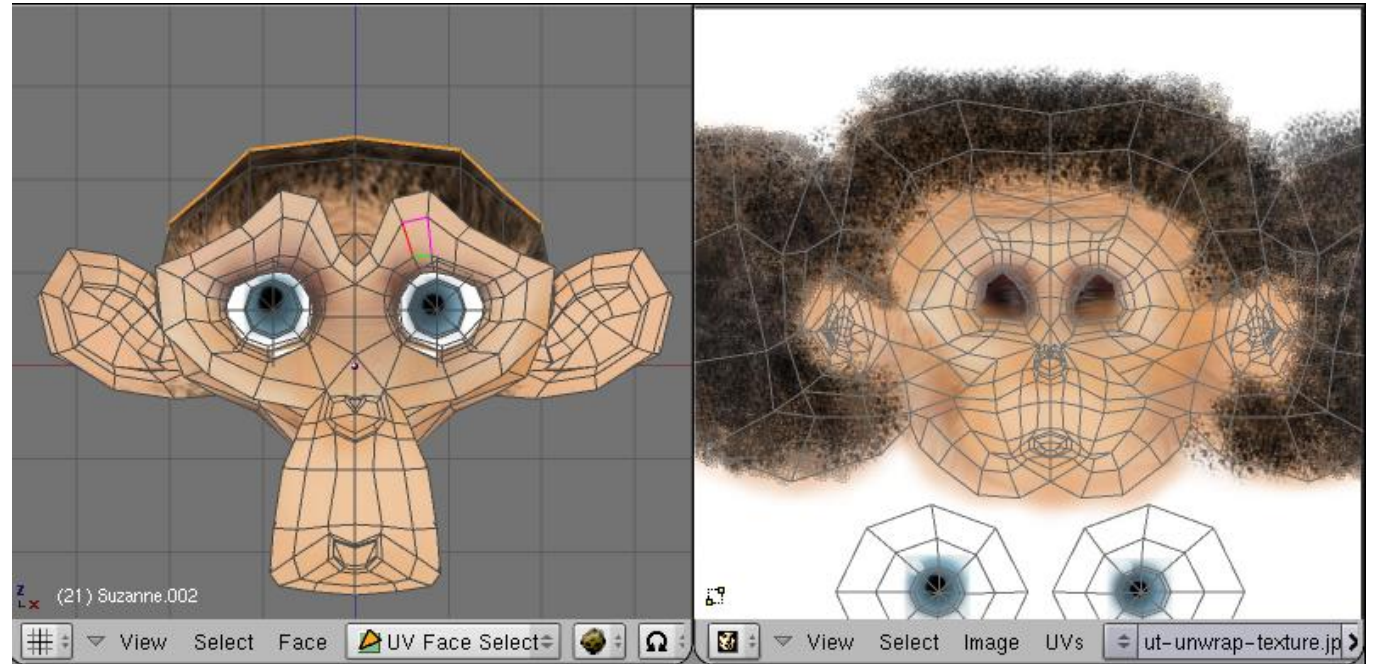 z
x
(21) Suzanne.002
View Select Face UV Face Select
View Select Image UVs ut-unwrap-texture.jp